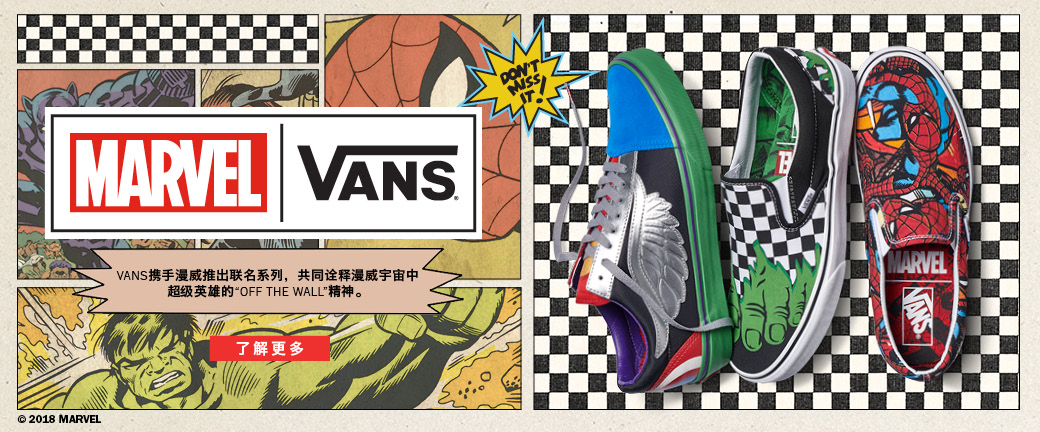 DON'T
MISS
IT!
MARVEL
VANS
®
VANS携手漫威推出联名系列，共同诠释漫威宇宙中
超级英雄的“OFF THE WALL”精神。
了解更多
MARVEL
VANS
© 2018 MARVEL